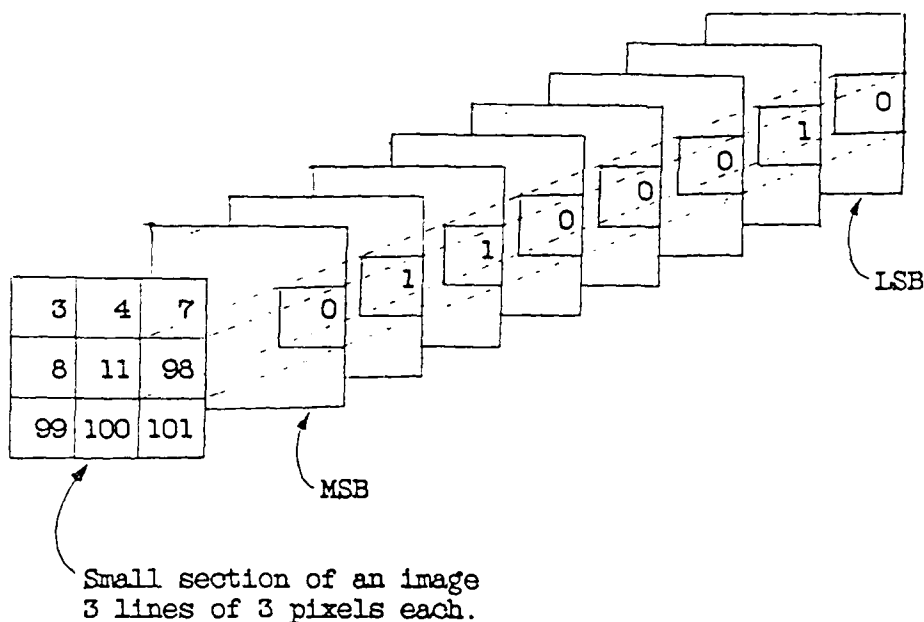 0
1
0
0
0
1
1
0
LSB
3 4 7
8 11 98
99 100 101
MSB
Small section of an image
3 lines of 3 pixels each.